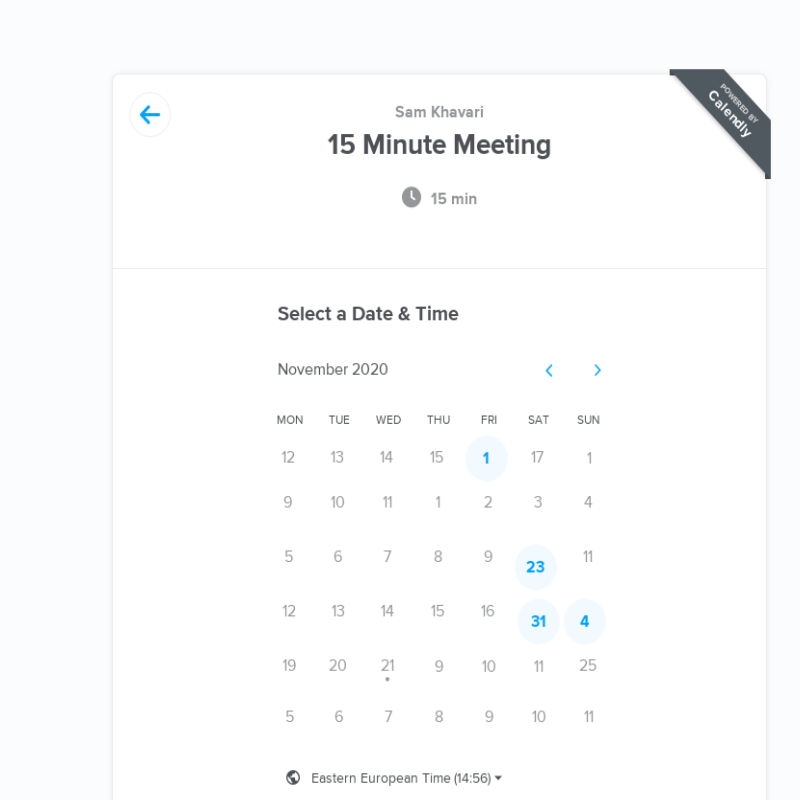 POWERED BY
Calendly
Sam Khavari
15 Minute Meeting
15 min
Select a Date & Time
November 2020
MON TUE WED THU FRI SAT SUN
12 13 14 15 1 17 1
9 10 11 1 2 3 4
5 6 7 8 9 23 11
12 13 14 15 16 31 4
19 20 21 9 10 11 25
5 6 7 8 9 10 11
Eastern European Time (14:56)